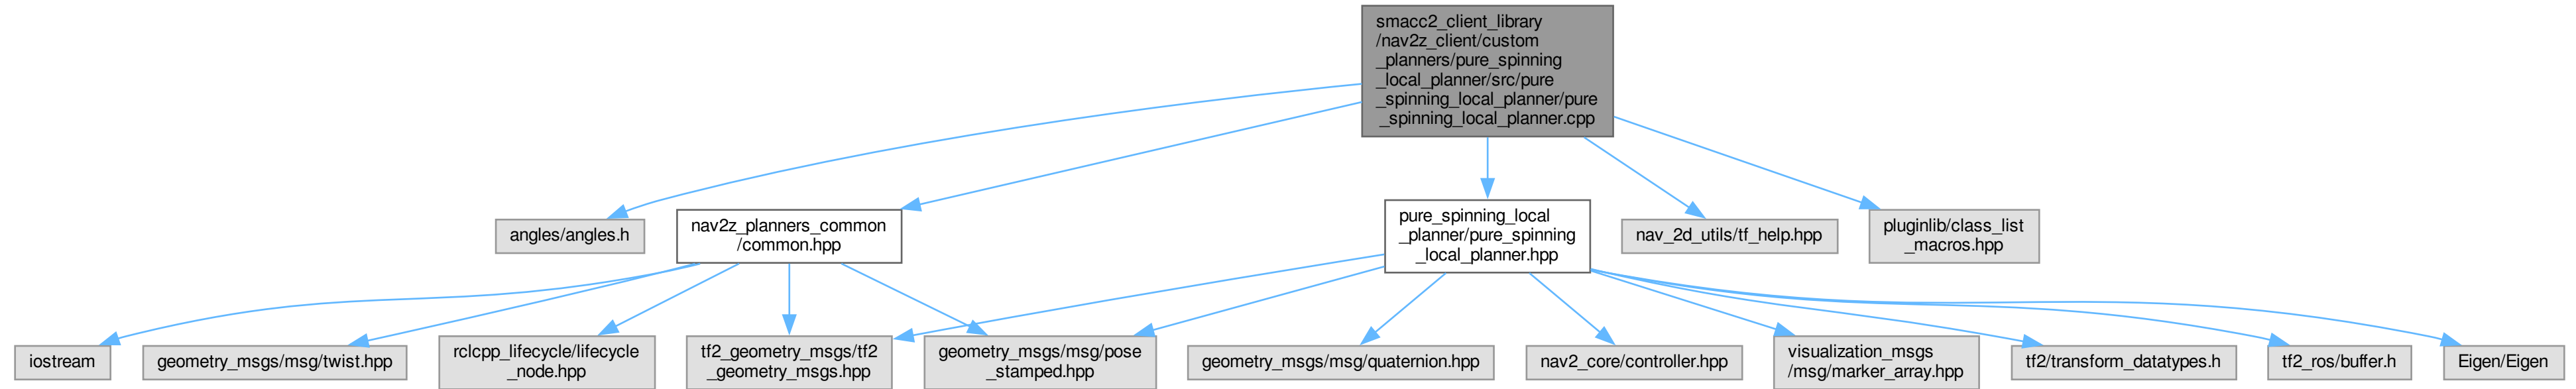 smacc2_client_library
/nav2z_client/custom
_planners/pure_spinning
_local_planner/src/pure
_spinning_local_planner/pure
_spinning_local_planner.cpp
angles/angles.h
nav2z_planners_common
/common.hpp
pure_spinning_local
_planner/pure_spinning
_local_planner.hpp
nav_2d_utils/tf_help.hpp
pluginlib/class_list
_macros.hpp
iostream
geometry_msgs/msg/twist.hpp
rclcpp_lifecycle/lifecycle
_node.hpp
tf2_geometry_msgs/tf2
_geometry_msgs.hpp
geometry_msgs/msg/pose
_stamped.hpp
geometry_msgs/msg/quaternion.hpp
nav2_core/controller.hpp
visualization_msgs
/msg/marker_array.hpp
tf2/transform_datatypes.h
tf2_ros/buffer.h
Eigen/Eigen